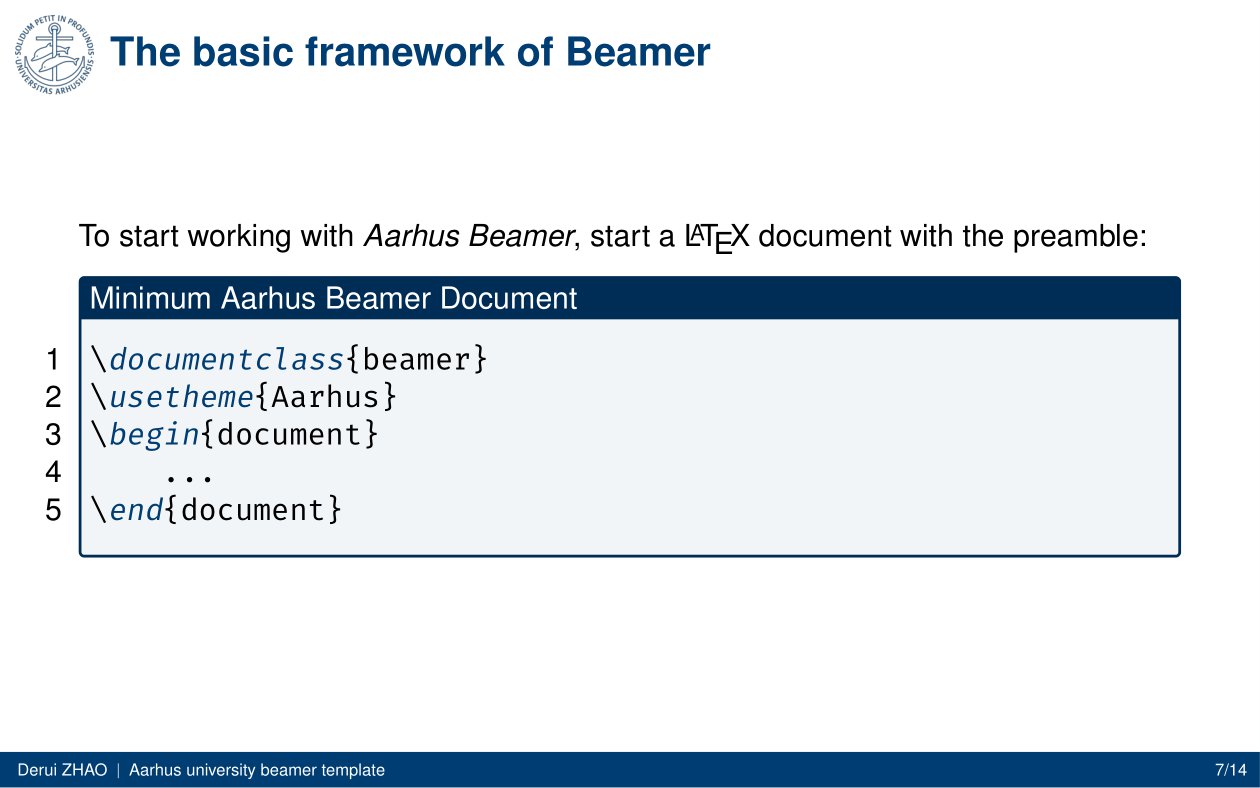 SOLIDUM PETIT IN PROFUNDIS
UNIVERSITAS ARHUSIENSIS
The basic framework of Beamer
To start working with Aarhus Beamer, start a LATEX document with the preamble:
Minimum Aarhus Beamer Document
1 \documentclass{beamer}
2 \usetheme{Aarhus}
3 \begin{document}
4 ...
5 \end{document}
Derui ZHAO | Aarhus university beamer template 7/14